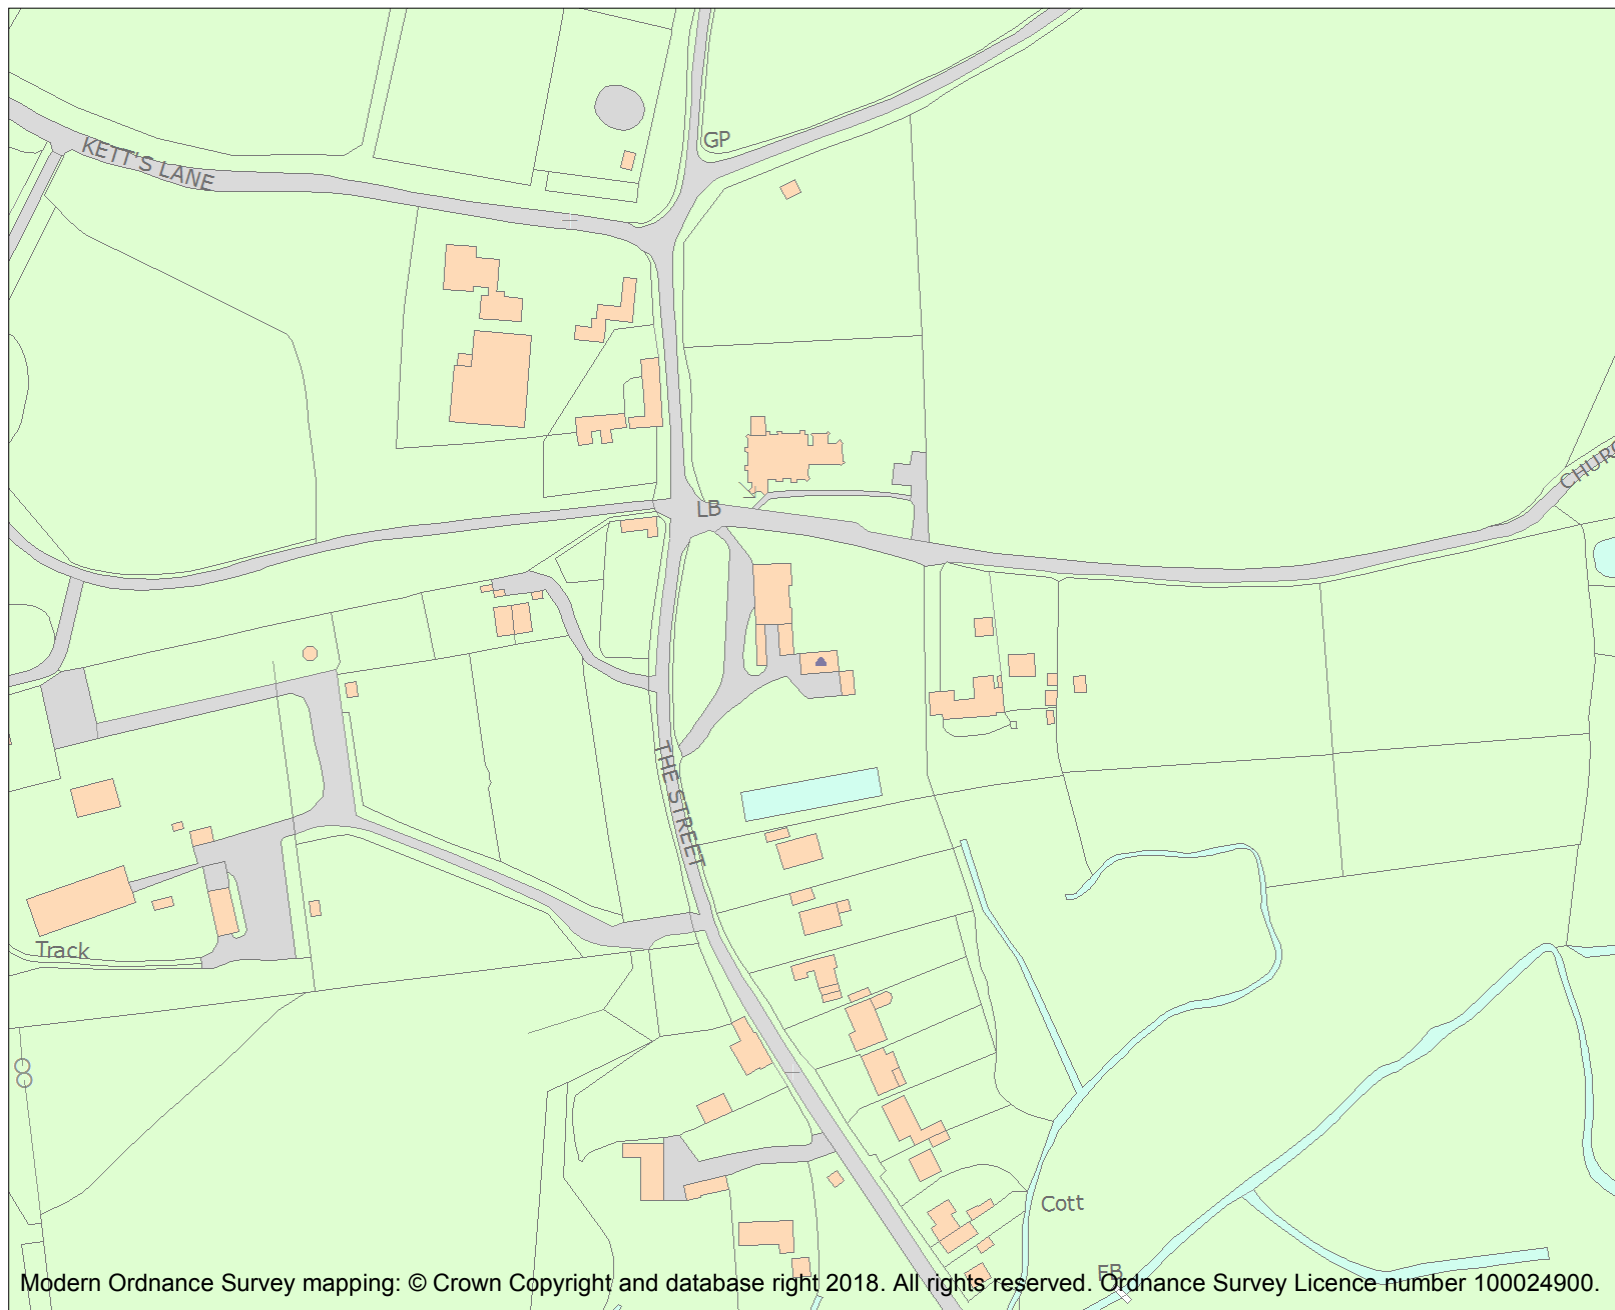 GP
KETT'S LANE
CHURC
LB
THE STREET
Track
Cott
FB
Modern Ordnance Survey mapping: © Crown Copyright and database right 2018. All rights reserved. Ordnance Survey Licence number 100024900.